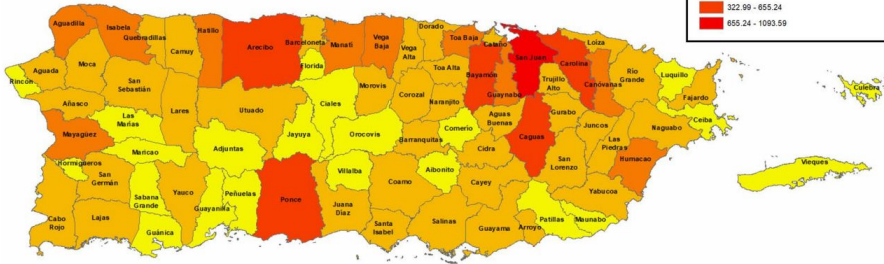 322.99 - 655.24
655.24 - 1093.59
Aguadilla
Isabela
Quebradillas
Camuy
Hatillo
Arecibo
Barceloneta
Manatí
Vega
Baja
Vega
Alta
Dorado
Toa Baja
Cataño
San Juan
Carolina
Loiza
Aguada
Moca
San
Sebastián
Florida
Toa Alta
Bayamón
Guaynabo
Trujillo
Alto
Canóvanas
Río
Grande
Luquillo
Fajardo
Culebra
Rincón
Añasco
Lares
Utuado
Ciales
Morovis
Corozal
Naranjito
Ceiba
Las
Marías
Mayagüez
Maricao
Adjuntas
Jayuya
Orocovis
Barranquitas
Comerío
Aguas
Buenas
Caguas
Gurabo
Juncos
Las
Piedras
Naguabo
Humacao
Vieques
Hormigueros
San
Germán
Sabana
Grande
Yauco
Guayanilla
Peñuelas
Ponce
Villalba
Aibonito
Cidra
San
Lorenzo
Cabo
Rojo
Lajas
Guánica
Juana
Díaz
Coamo
Cayey
Yabucoa
Santa
Isabel
Salinas
Guayama
Arroyo
Patillas
Maunabo